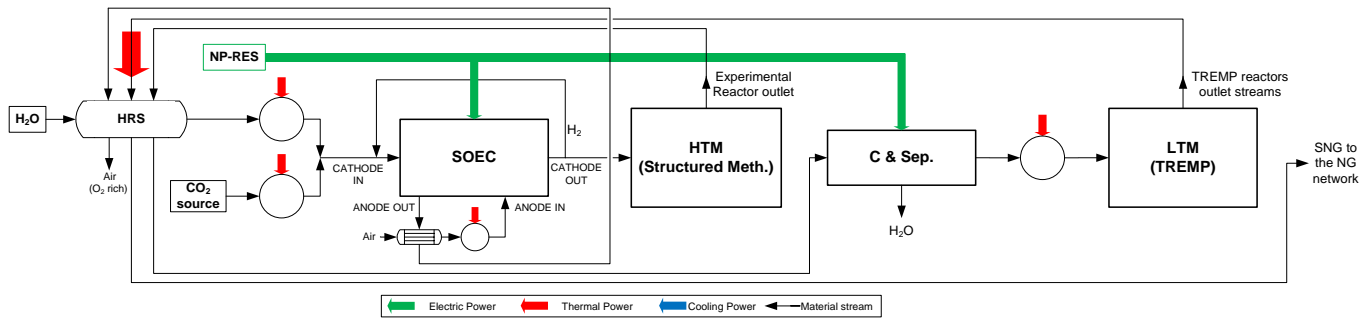 NP-RES
Experimental
Reactor outlet
TREMP reactors
outlet streams
H₂O
HRS
Air
(O₂ rich)
CO₂
source
CATHODE
IN
SOEC
H₂
CATHODE
OUT
ANODE OUT
ANODE IN
Air
HTM
(Structured Meth.)
C & Sep.
H₂O
LTM
(TREMP)
SNG to
the NG
network
Electric Power
Thermal Power
Cooling Power
Material stream